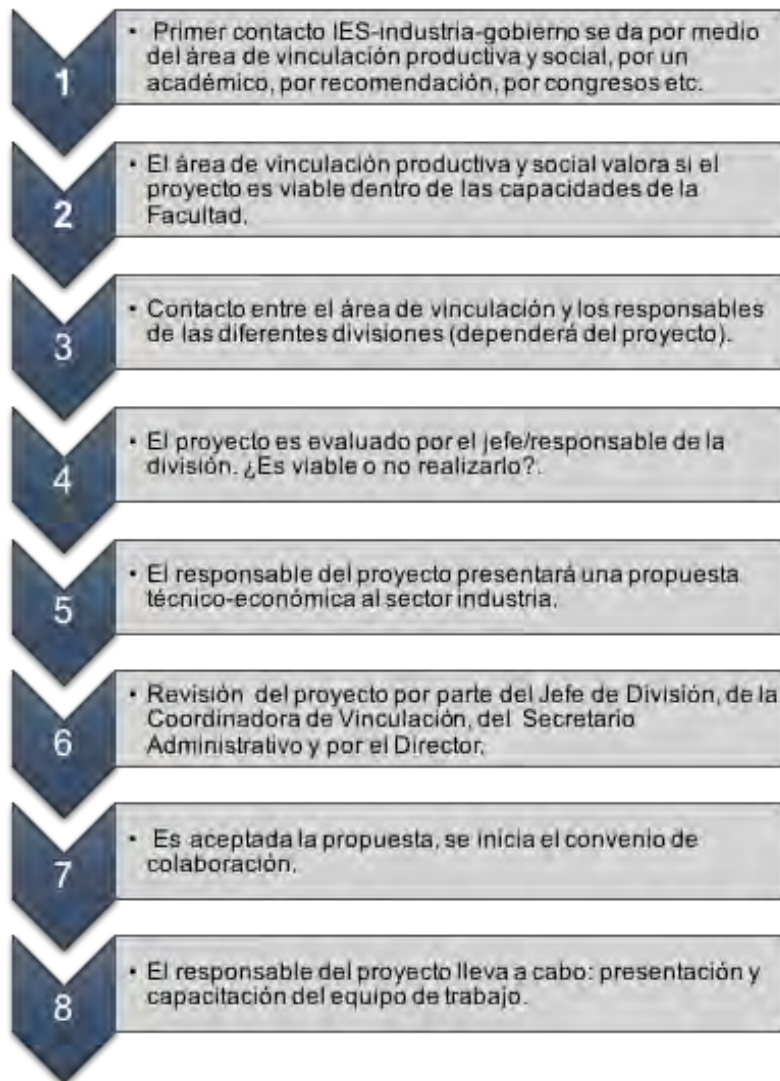 1
• Primer contacto IES-industria-gobierno se da por medio
del área de vinculación productiva y social, por un
académico, por recomendación, por congresos etc.
2
• El área de vinculación productiva y social valora si el
proyecto es viable dentro de las capacidades de la
Facultad.
3
• Contacto entre el área de vinculación y los responsables
de las diferentes divisiones (dependerá del proyecto).
4
• El proyecto es evaluado por el jefe/responsable de la
división. ¿Es viable o no realizarlo?.
5
• El responsable del proyecto presentará una propuesta
técnico-económica al sector industria.
6
• Revisión del proyecto por parte del Jefe de División, de la
Coordinadora de Vinculación, del Secretario
Administrativo y por el Director.
7
• Es aceptada la propuesta, se inicia el convenio de
colaboración.
8
• El responsable del proyecto lleva a cabo: presentación y
capacitación del equipo de trabajo.